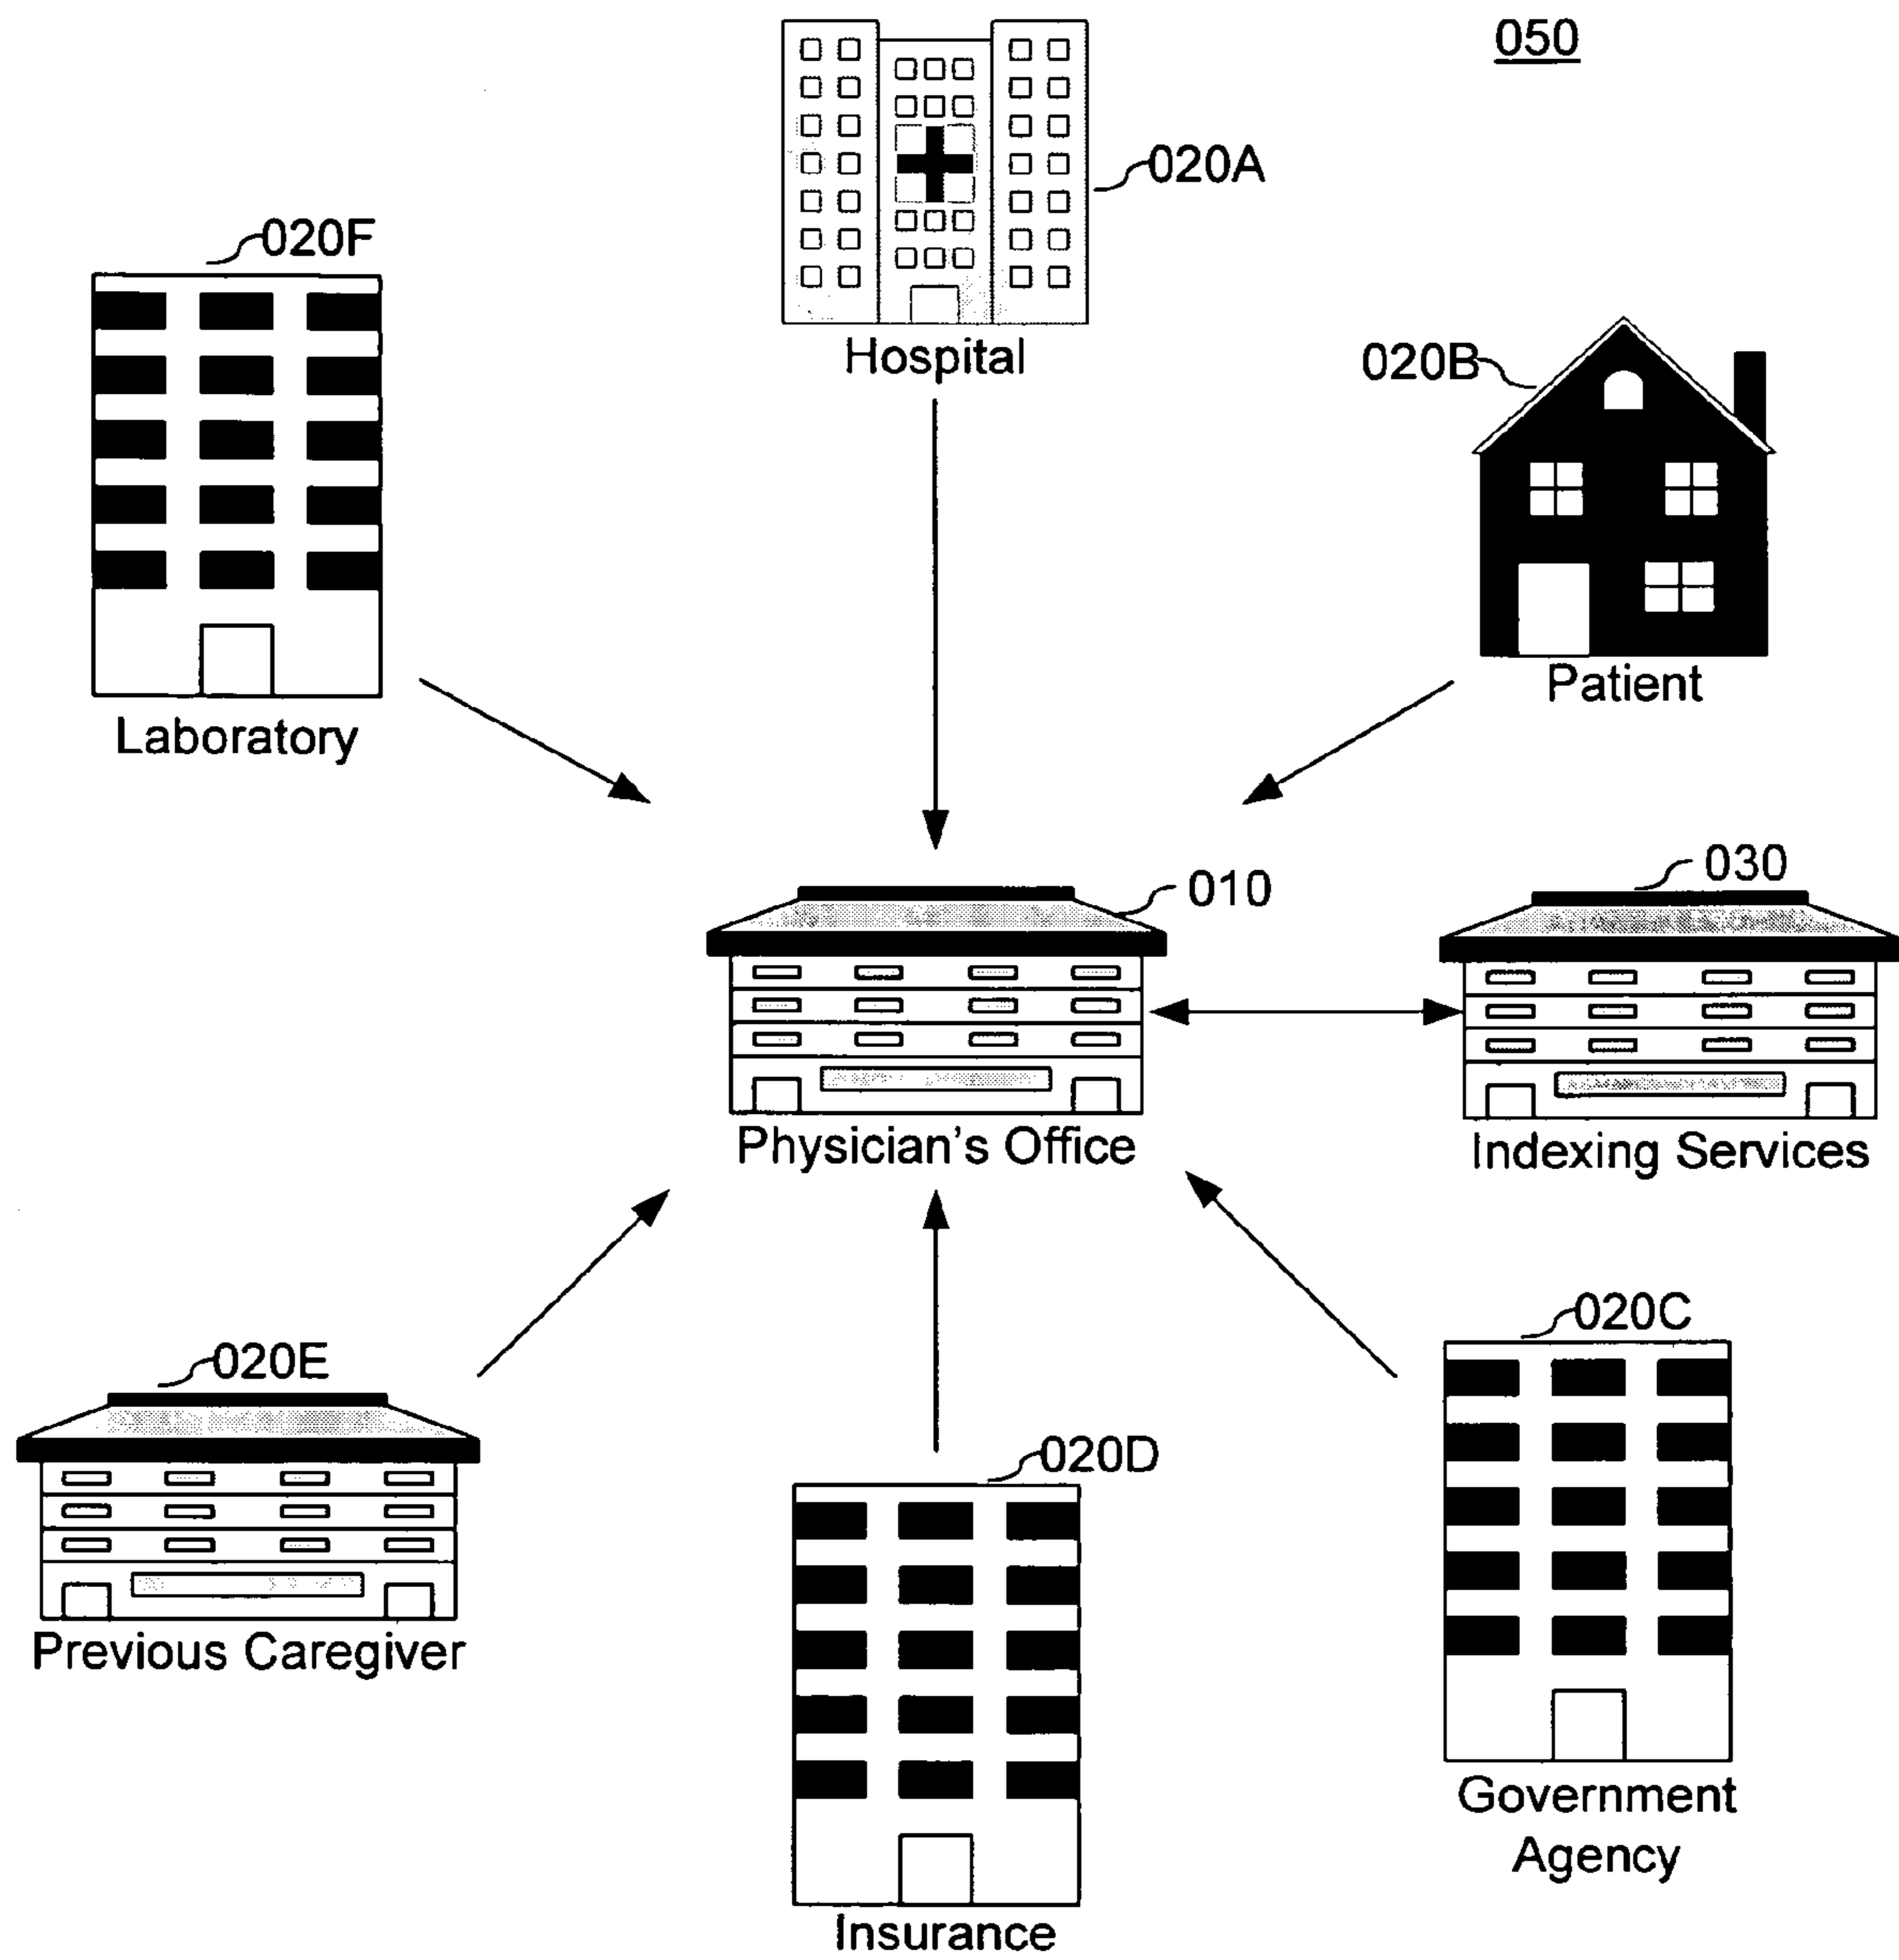 050
020A
020F
Hospital
020B
Laboratory
Patient
010
030
Physician's Office
Indexing Services
020E
020C
020D
Previous Caregiver
Government
Agency
Insurance